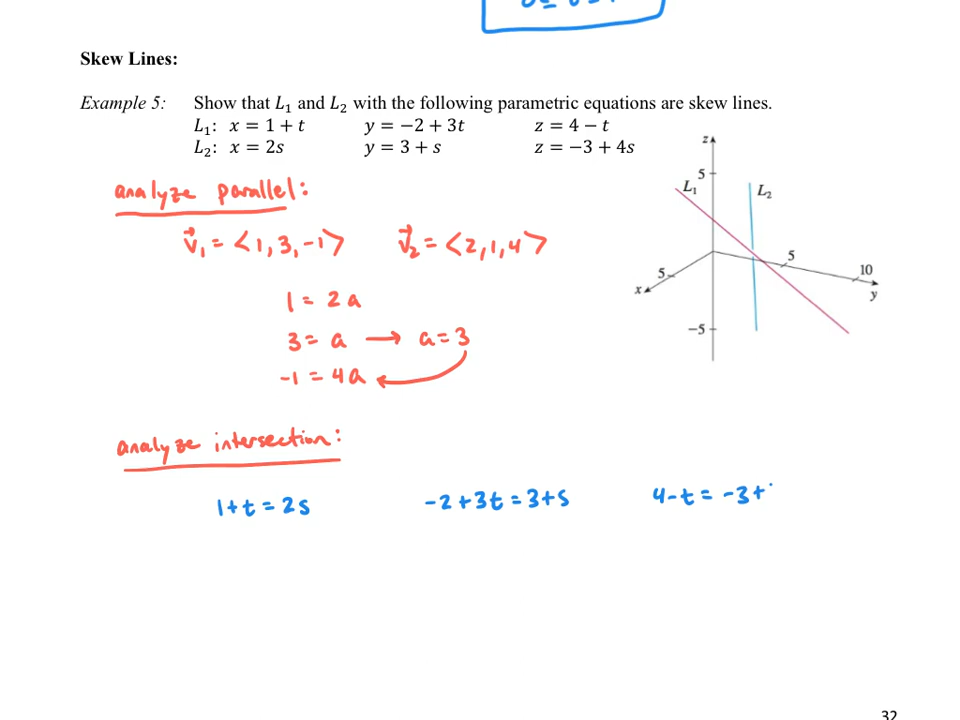 Skew Lines:
Example 5: Show that L₁ and L₂ with the following parametric equations are skew lines.
L₁: x = 1 + t y = −2 + 3t z = 4 − t
L₂: x = 2s y = 3 + s z = −3 + 4s
analyze parallel:
v⃗₁ = <1, 3, -1> v⃗₂ = <2, 1, 4>
1 = 2a
3 = a → a = 3
-1 = 4a
z
5
L₁
L₂
5
10
5
x
y
−5
analyze intersection:
1+t = 2s -2+3t = 3+s 4-t = -3+
32